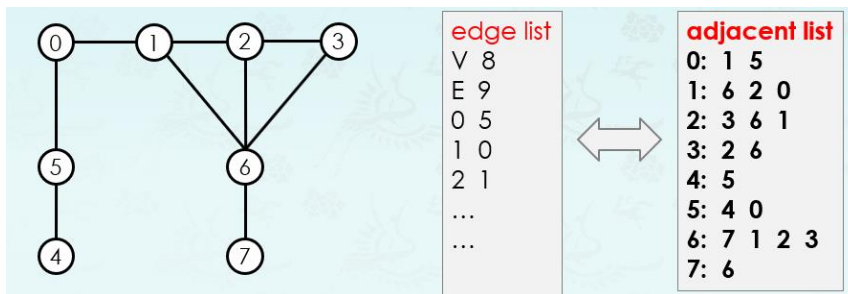 0 1 2 3
5 6
4 7
edge list
V 8
E 9
0 5
1 0
2 1
...
...
adjacent list
0: 1 5
1: 6 2 0
2: 3 6 1
3: 2 6
4: 5
5: 4 0
6: 7 1 2 3
7: 6